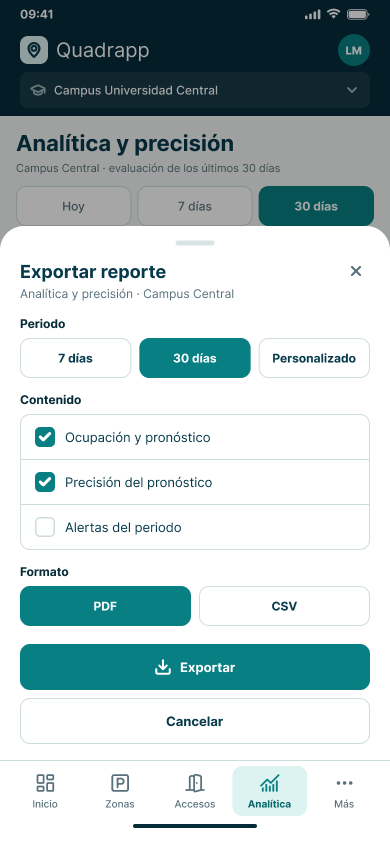 09:41
Quadrapp
LM
Campus Universidad Central
Analítica y precisión
Campus Central · evaluación de los últimos 30 días
Hoy
7 días
30 días
Exportar reporte
Analítica y precisión · Campus Central
Periodo
7 días
30 días
Personalizado
Contenido
Ocupación y pronóstico
Precisión del pronóstico
Alertas del periodo
Formato
PDF
CSV
Exportar
Cancelar
P
Inicio
Zonas
Accesos
Analítica
Más